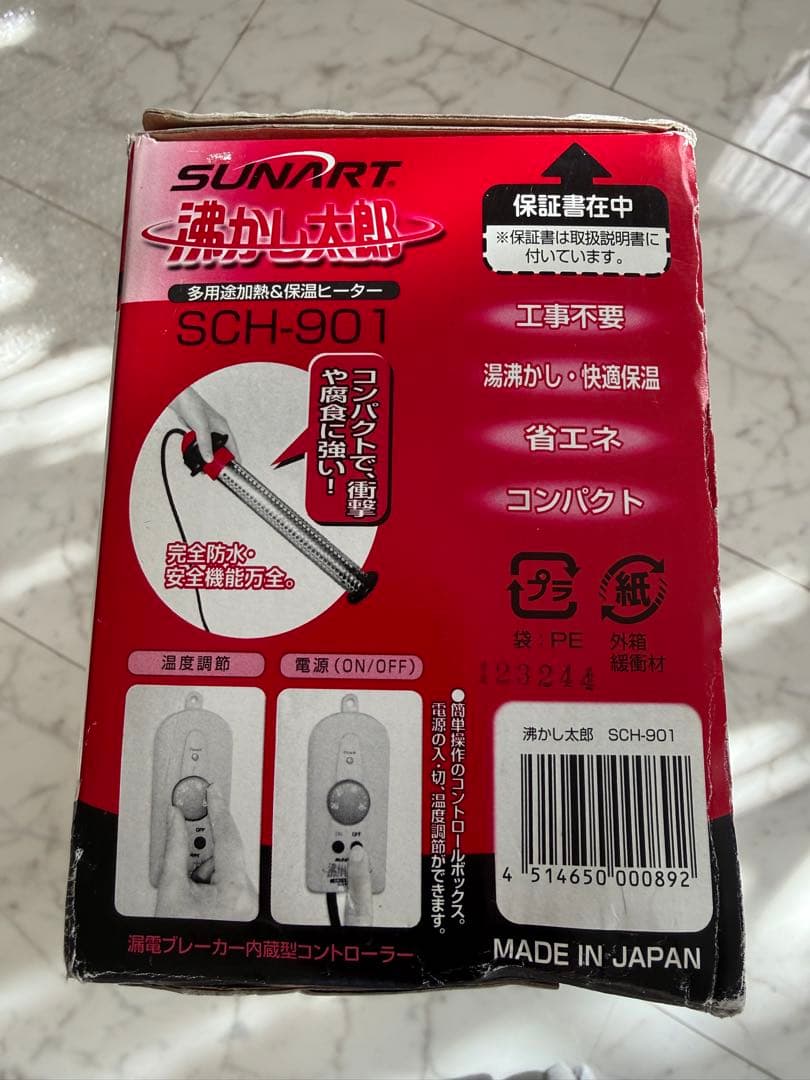 SUNART®
沸かし太郎
多用途加熱&保温ヒーター
SCH-901
コンパクトで、衝撃
や腐食に強い!
完全防水・
安全機能万全。
保証書在中
※保証書は取扱説明書に
付いています。
工事不要
湯沸かし・快適保温
省エネ
コンパクト
プラ
紙
袋:PE
外箱
緩衝材
123244
温度調節
電源(ON/OFF)
Power
OFF
Power
ON
OFF
●簡単操作のコントロールボックス。
電源の入・切、温度調節ができます。
沸かし太郎 SCH-901
4 514650 000892
漏電ブレーカー内蔵型コントローラー
MADE IN JAPAN